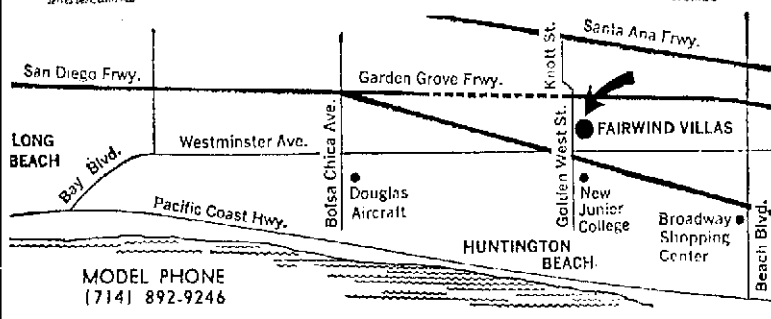 Santa Ana Frwy.
Knott St.
San Diego Frwy.
Garden Grove Frwy.
FAIRWIND VILLAS
LONG
BEACH
Bay Blvd.
Westminster Ave.
Bolsa Chica Ave.
Golden West St.
Douglas
Aircraft
New
Junior
College
Broadway
Shopping
Center
Beach Blvd.
Pacific Coast Hwy.
HUNTINGTON
BEACH
MODEL PHONE
(714) 892-9246